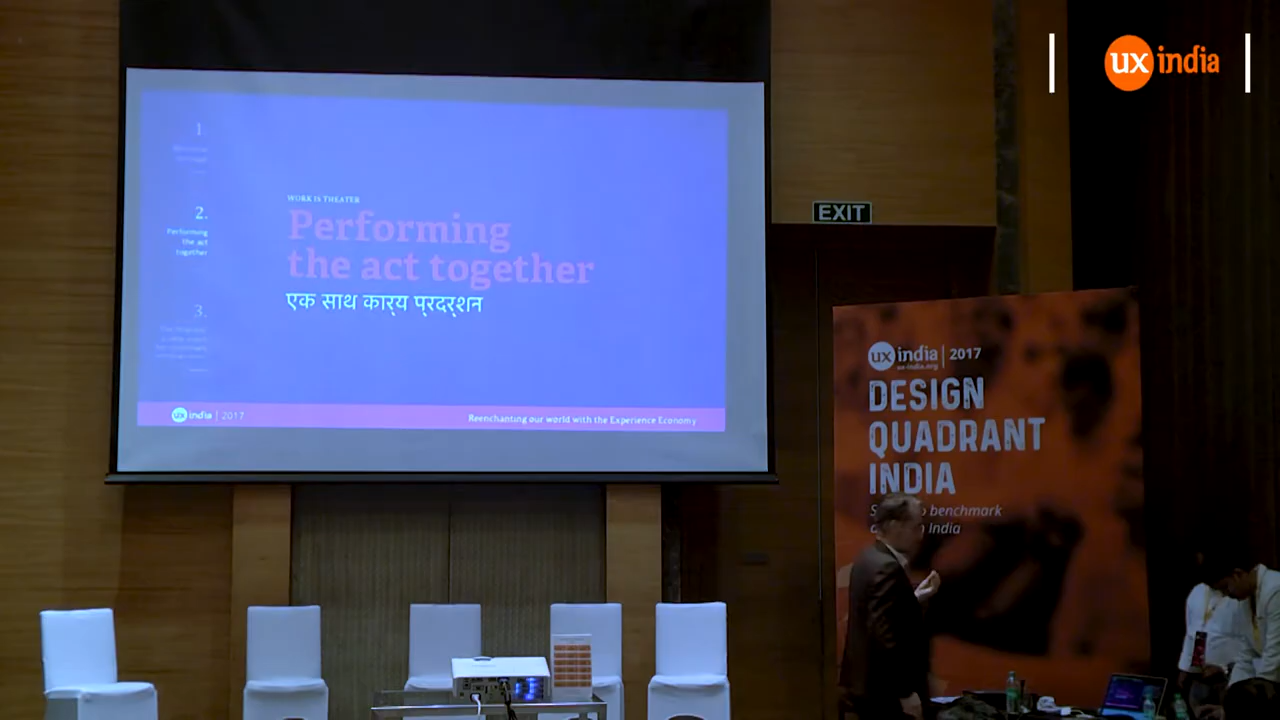 1
WORK IS THEATER
Performing
the act together
एक साथ कार्य प्रदर्शन
2.
Performing
the act
together
3.
ux india | 2017
Reenchanting our world with the Experience Economy
EXIT
ux india
ux india | 2017
ux-india.org
DESIGN
QUADRANT
INDIA
benchmark
India